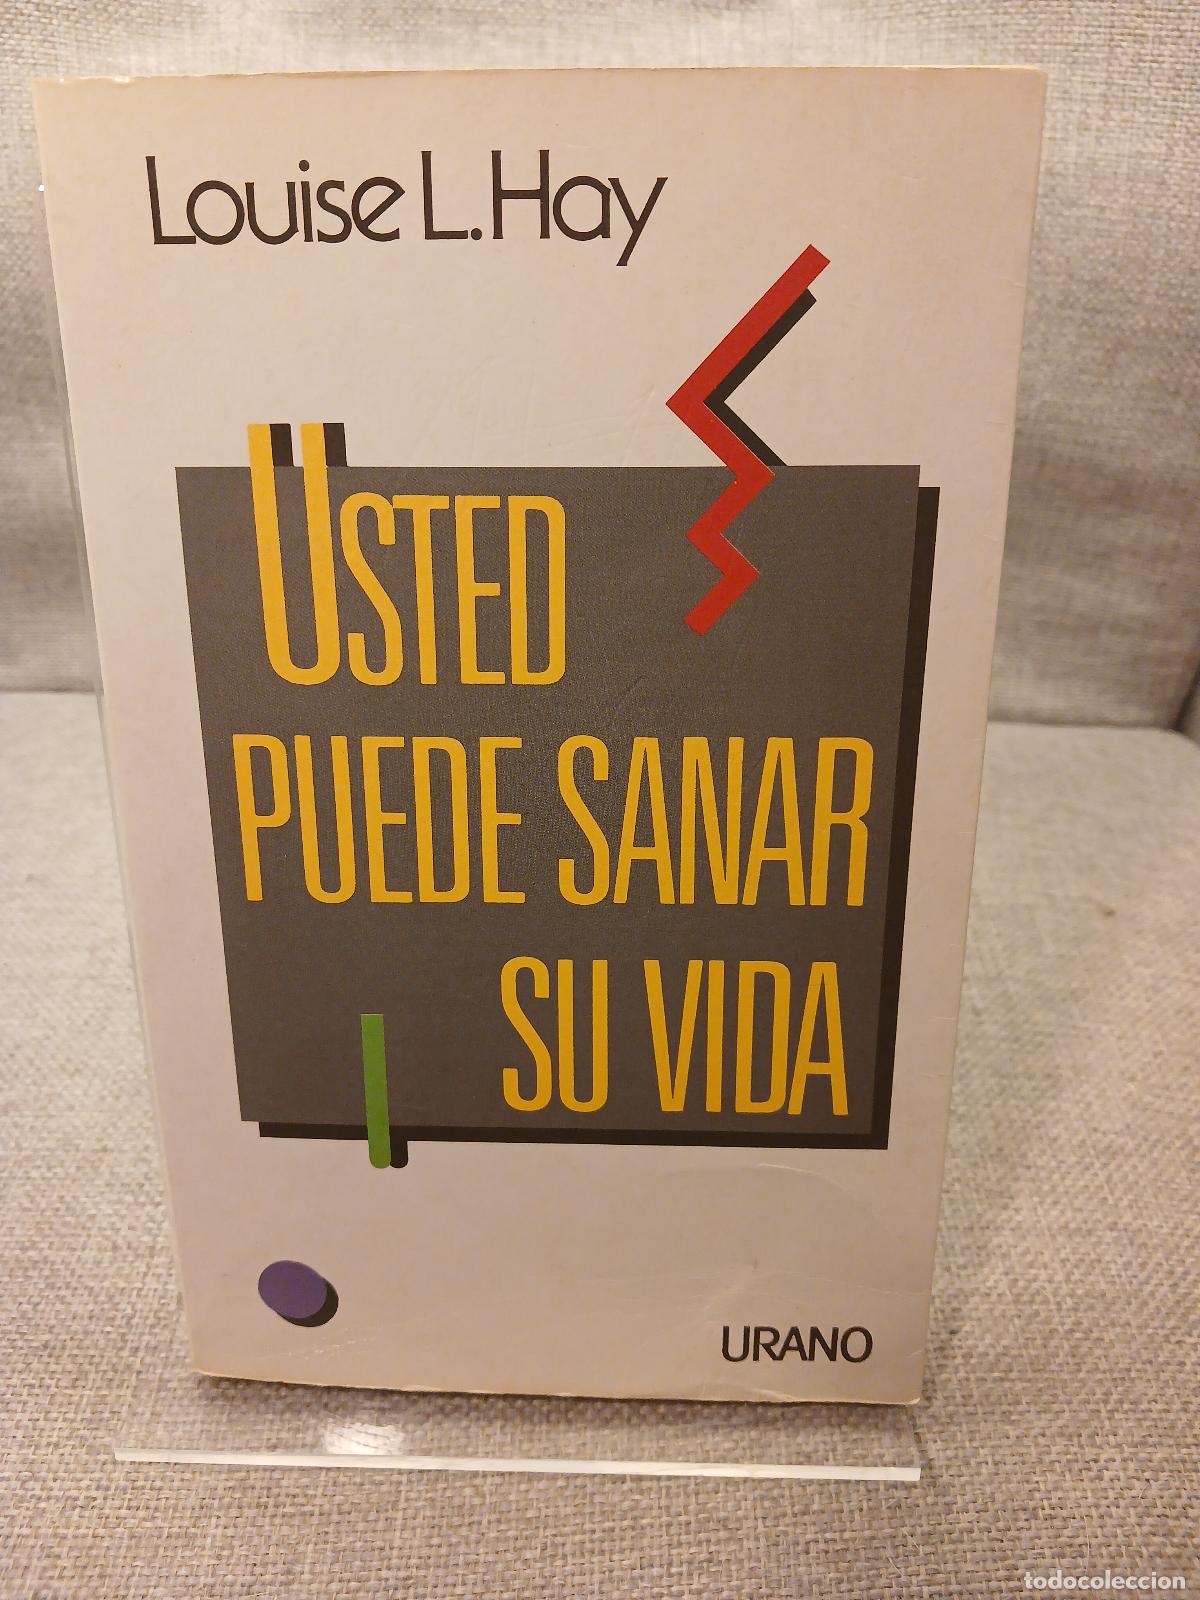 Louise L. Hay
USTED
PUEDE SANAR
SU VIDA
URANO
todocoleccion